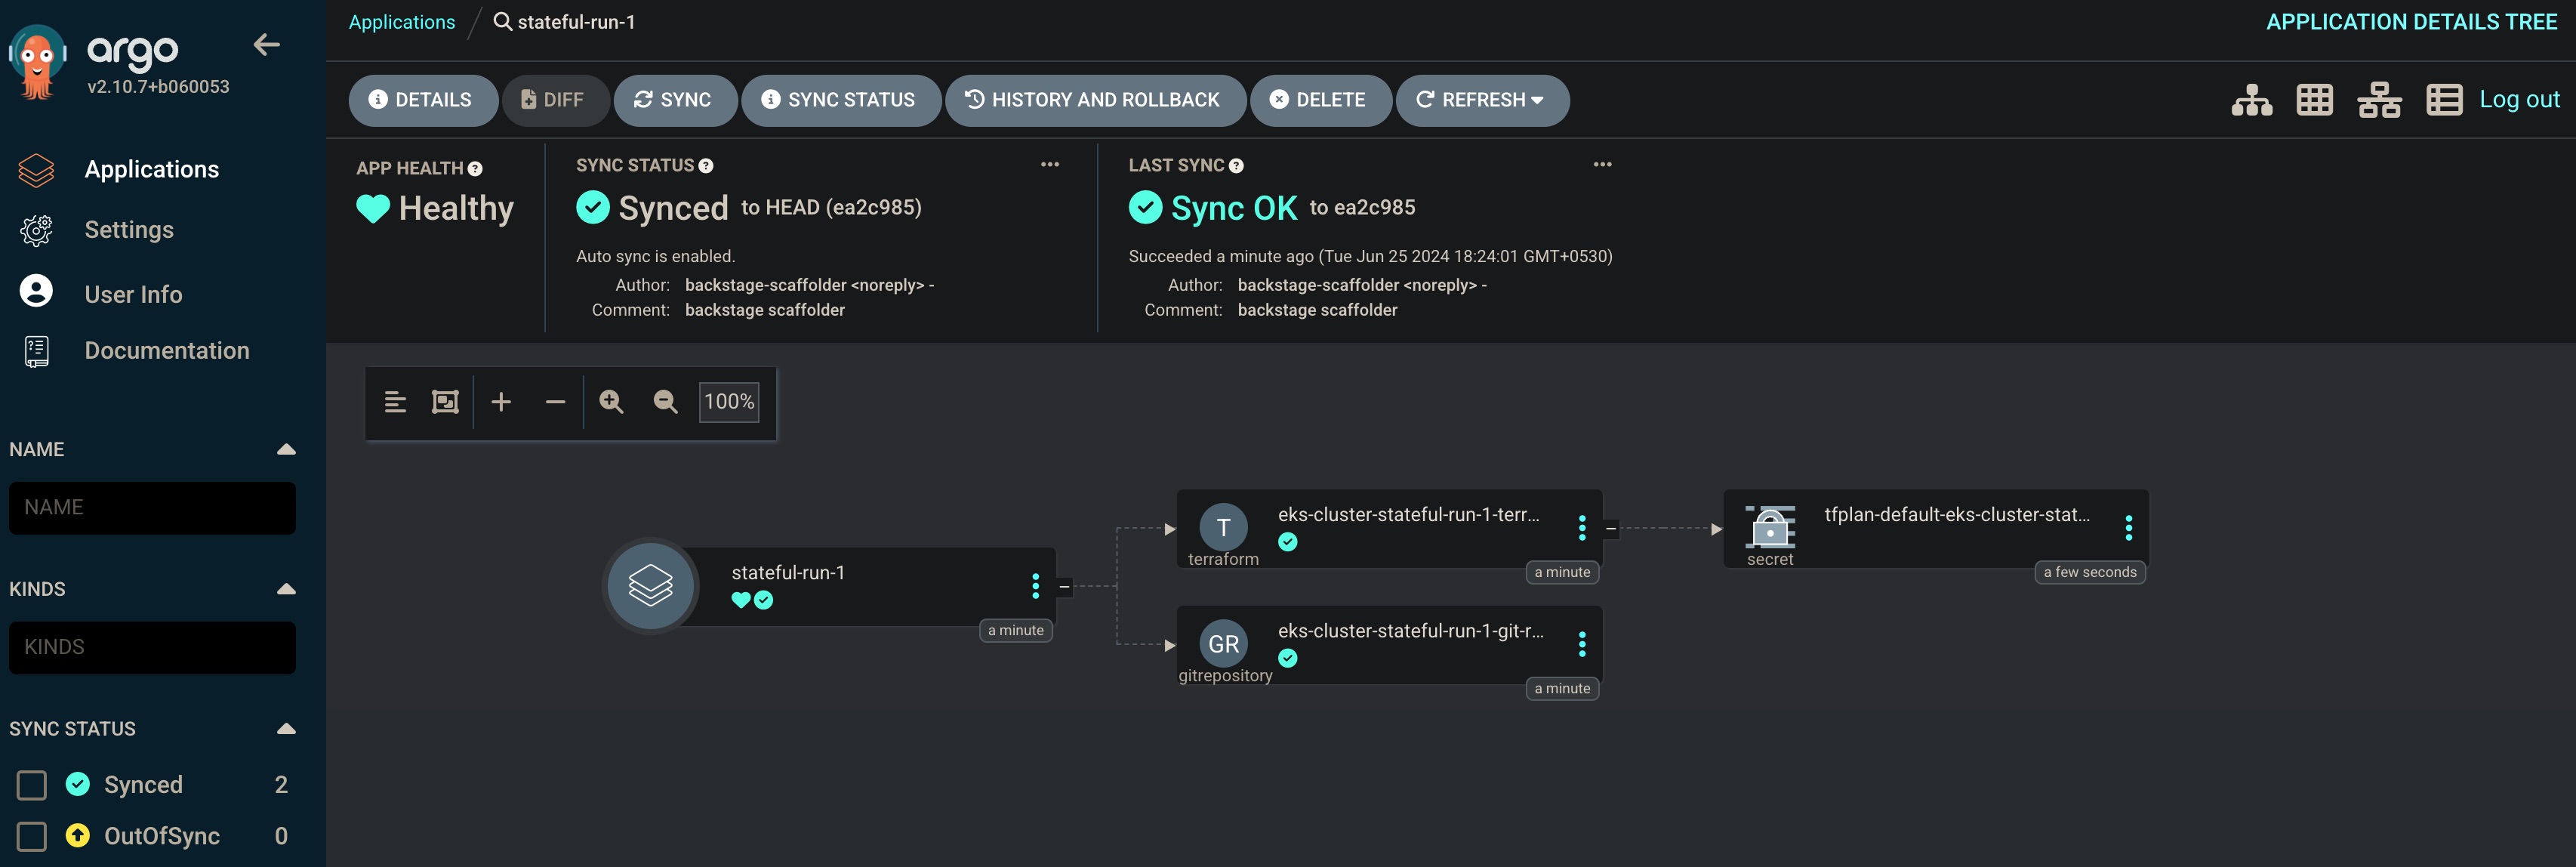 argo
v2.10.7+b060053
Applications
Settings
User Info
Documentation
NAME
NAME
KINDS
KINDS
SYNC STATUS
Synced 2
OutOfSync 0
Applications / stateful-run-1
APPLICATION DETAILS TREE
DETAILS DIFF SYNC SYNC STATUS HISTORY AND ROLLBACK DELETE REFRESH
Log out
APP HEALTH
Healthy
SYNC STATUS
Synced to HEAD (ea2c985)
Auto sync is enabled.
Author: backstage-scaffolder <noreply> -
Comment: backstage scaffolder
LAST SYNC
Sync OK to ea2c985
Succeeded a minute ago (Tue Jun 25 2024 18:24:01 GMT+0530)
Author: backstage-scaffolder <noreply> -
Comment: backstage scaffolder
100%
stateful-run-1
a minute
T
terraform
eks-cluster-stateful-run-1-terr...
a minute
GR
gitrepository
eks-cluster-stateful-run-1-git-r...
a minute
secret
tfplan-default-eks-cluster-stat...
a few seconds